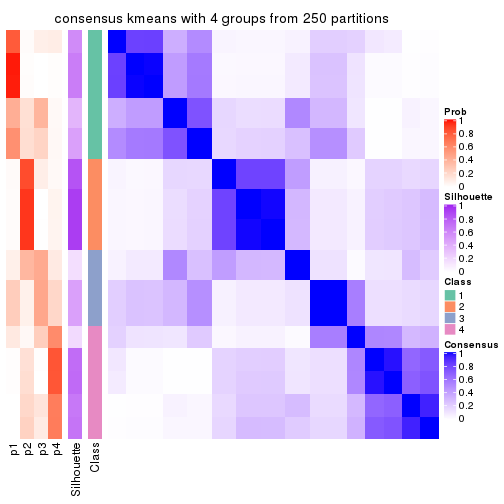 consensus kmeans with 4 groups from 250 partitions
Prob
1
0.8
0.6
0.4
0.2
0
Silhouette
1
0.8
0.6
0.4
0.2
0
Class
1
2
3
4
Consensus
1
0.8
0.6
0.4
0.2
0
p1
p2
p3
p4
Silhouette
Class